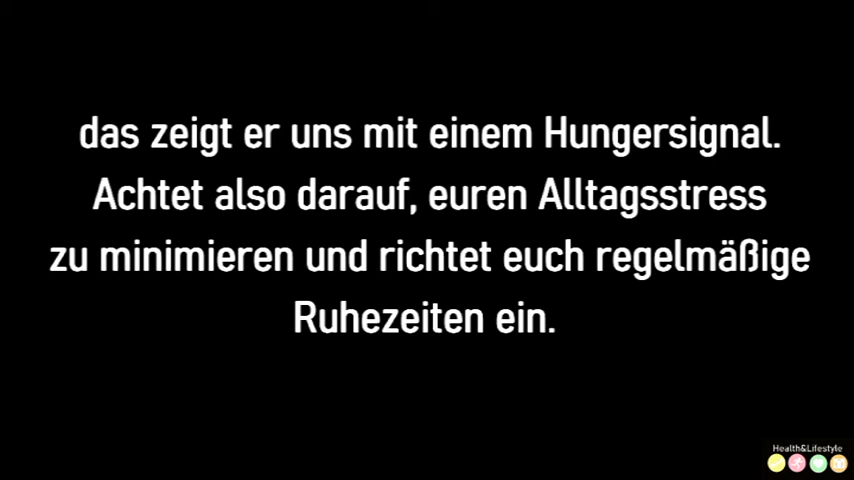 das zeigt er uns mit einem Hungersignal.
Achtet also darauf, euren Alltagsstress
zu minimieren und richtet euch regelmäßige
Ruhezeiten ein.
Health&Lifestyle